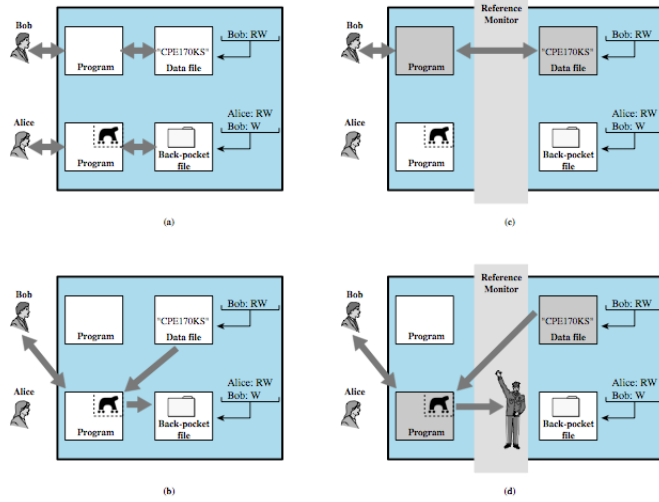 Bob
"CPE170KS"
Bob: RW
Program
Data file
Alice
Alice: RW
Bob: W
Program
Back-pocket
file
(a)
Reference
Monitor
Bob
"CPE170KS"
Bob: RW
Program
Data file
Alice
Alice: RW
Bob: W
Program
Back-pocket
file
(c)
Bob
"CPE170KS"
Bob: RW
Program
Data file
Alice
Alice: RW
Bob: W
Program
Back-pocket
file
(b)
Reference
Monitor
Bob
"CPE170KS"
Bob: RW
Program
Data file
Alice
Alice: RW
Bob: W
Program
Back-pocket
file
(d)